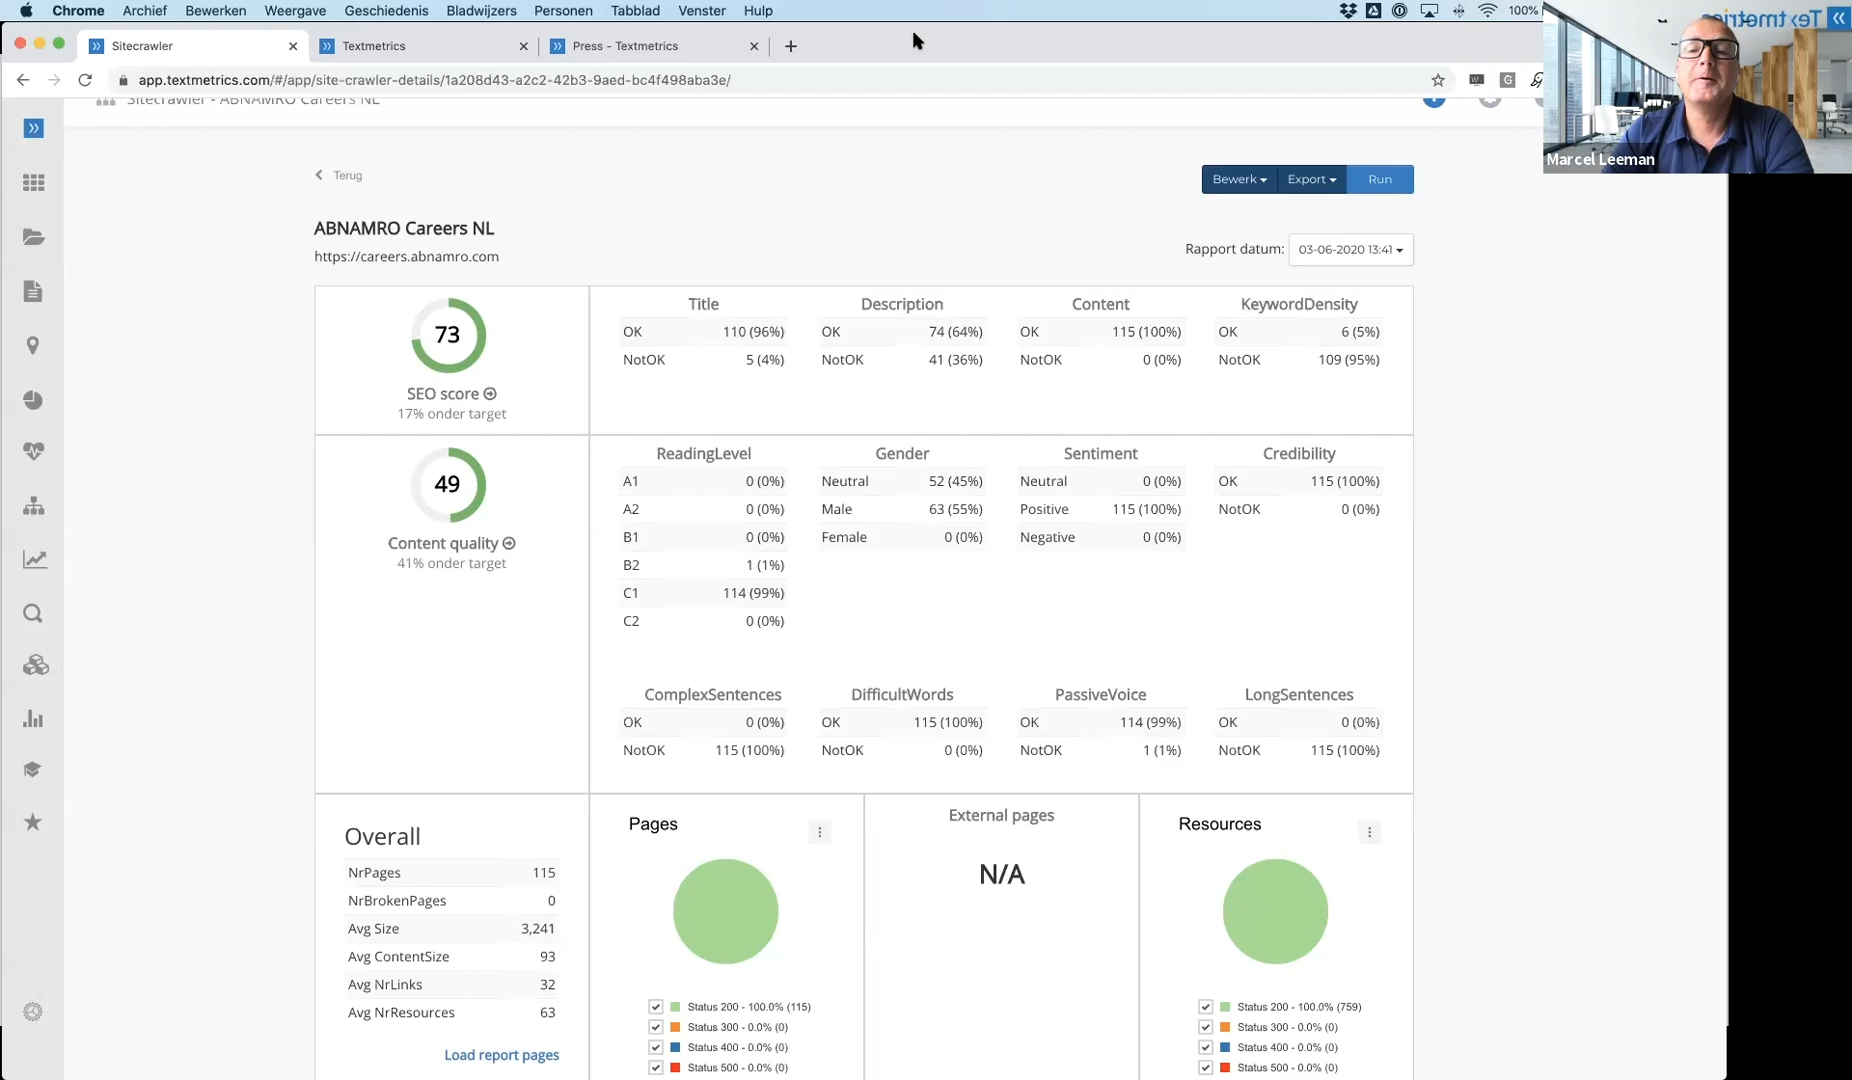 Chrome Archief Bewerken Weergave Geschiedenis Bladwijzers Personen Tabblad Venster Hulp 100%
Sitecrawler Textmetrics Press - Textmetrics
app.textmetrics.com/#/app/site-crawler-details/1a208d43-a2c2-42b3-9aed-bc4f498aba3e/
Sitecrawler - ABNAMRO Careers NL
Textmetrics
Marcel Leeman
Terug
Bewerk Export Run
ABNAMRO Careers NL
https://careers.abnamro.com
Rapport datum: 03-06-2020 13:41
73
SEO score
17% onder target
Title Description Content KeywordDensity
OK 110 (96%) OK 74 (64%) OK 115 (100%) OK 6 (5%)
NotOK 5 (4%) NotOK 41 (36%) NotOK 0 (0%) NotOK 109 (95%)
49
Content quality
41% onder target
ReadingLevel Gender Sentiment Credibility
A1 0 (0%) Neutral 52 (45%) Neutral 0 (0%) OK 115 (100%)
A2 0 (0%) Male 63 (55%) Positive 115 (100%) NotOK 0 (0%)
B1 0 (0%) Female 0 (0%) Negative 0 (0%)
B2 1 (1%)
C1 114 (99%)
C2 0 (0%)
ComplexSentences DifficultWords PassiveVoice LongSentences
OK 0 (0%) OK 115 (100%) OK 114 (99%) OK 0 (0%)
NotOK 115 (100%) NotOK 0 (0%) NotOK 1 (1%) NotOK 115 (100%)
Overall
NrPages 115
NrBrokenPages 0
Avg Size 3,241
Avg ContentSize 93
Avg NrLinks 32
Avg NrResources 63
Load report pages
Pages
Status 200 - 100.0% (115)
Status 300 - 0.0% (0)
Status 400 - 0.0% (0)
Status 500 - 0.0% (0)
External pages
N/A
Resources
Status 200 - 100.0% (759)
Status 300 - 0.0% (0)
Status 400 - 0.0% (0)
Status 500 - 0.0% (0)